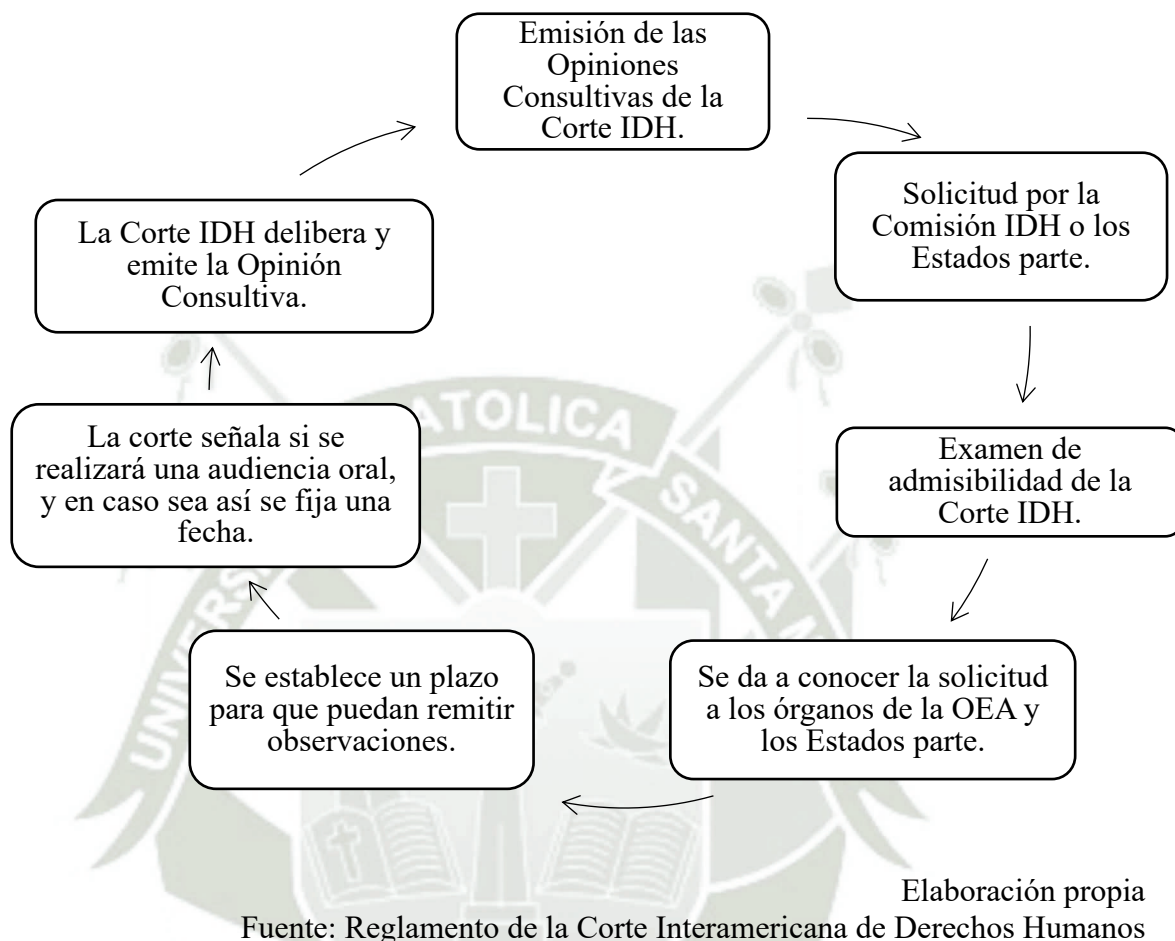 Emisión de las
Opiniones
Consultivas de la
Corte IDH.
Solicitud por la
Comisión IDH o los
Estados parte.
Examen de
admisibilidad de la
Corte IDH.
Se da a conocer la solicitud
a los órganos de la OEA y
los Estados parte.
Se establece un plazo
para que puedan remitir
observaciones.
La corte señala si se
realizará una audiencia oral,
y en caso sea así se fija una
fecha.
La Corte IDH delibera y
emite la Opinión
Consultiva.
Elaboración propia
Fuente: Reglamento de la Corte Interamericana de Derechos Humanos
SANTA